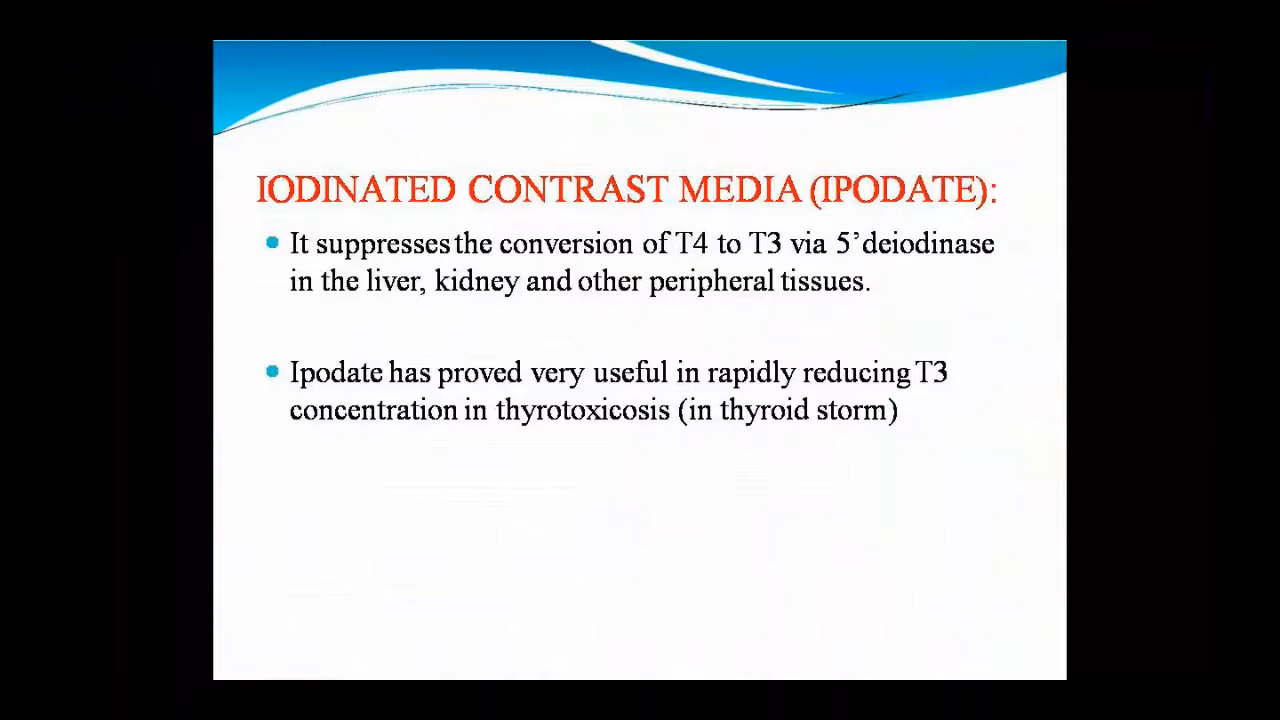 IODINATED CONTRAST MEDIA (IPODATE):
• It suppresses the conversion of T4 to T3 via 5’deiodinase
in the liver, kidney and other peripheral tissues.
• Ipodate has proved very useful in rapidly reducing T3
concentration in thyrotoxicosis (in thyroid storm)